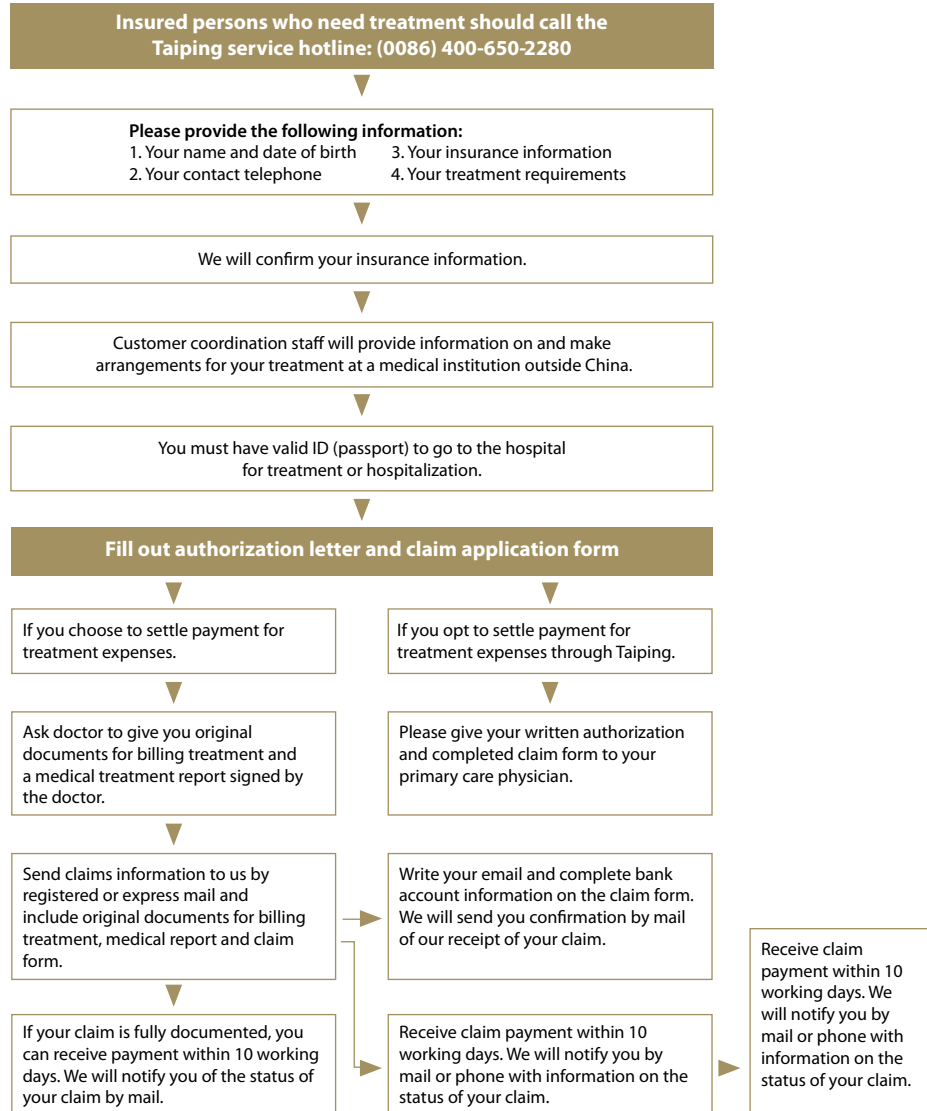 Insured persons who need treatment should call the
Taiping service hotline: (0086) 400-650-2280
Please provide the following information:
1. Your name and date of birth
2. Your contact telephone
3. Your insurance information
4. Your treatment requirements
We will confirm your insurance information.
Customer coordination staff will provide information on and make
arrangements for your treatment at a medical institution outside China.
You must have valid ID (passport) to go to the hospital
for treatment or hospitalization.
Fill out authorization letter and claim application form
If you choose to settle payment for
treatment expenses.
If you opt to settle payment for
treatment expenses through Taiping.
Ask doctor to give you original
documents for billing treatment and
a medical treatment report signed by
the doctor.
Please give your written authorization
and completed claim form to your
primary care physician.
Send claims information to us by
registered or express mail and
include original documents for billing
treatment, medical report and claim
form.
Write your email and complete bank
account information on the claim form.
We will send you confirmation by mail
of our receipt of your claim.
If your claim is fully documented, you
can receive payment within 10 working
days. We will notify you of the status of
your claim by mail.
Receive claim payment within 10
working days. We will notify you by
mail or phone with information on the
status of your claim.
Receive claim
payment within 10
working days. We
will notify you by
mail or phone with
information on the
status of your claim.